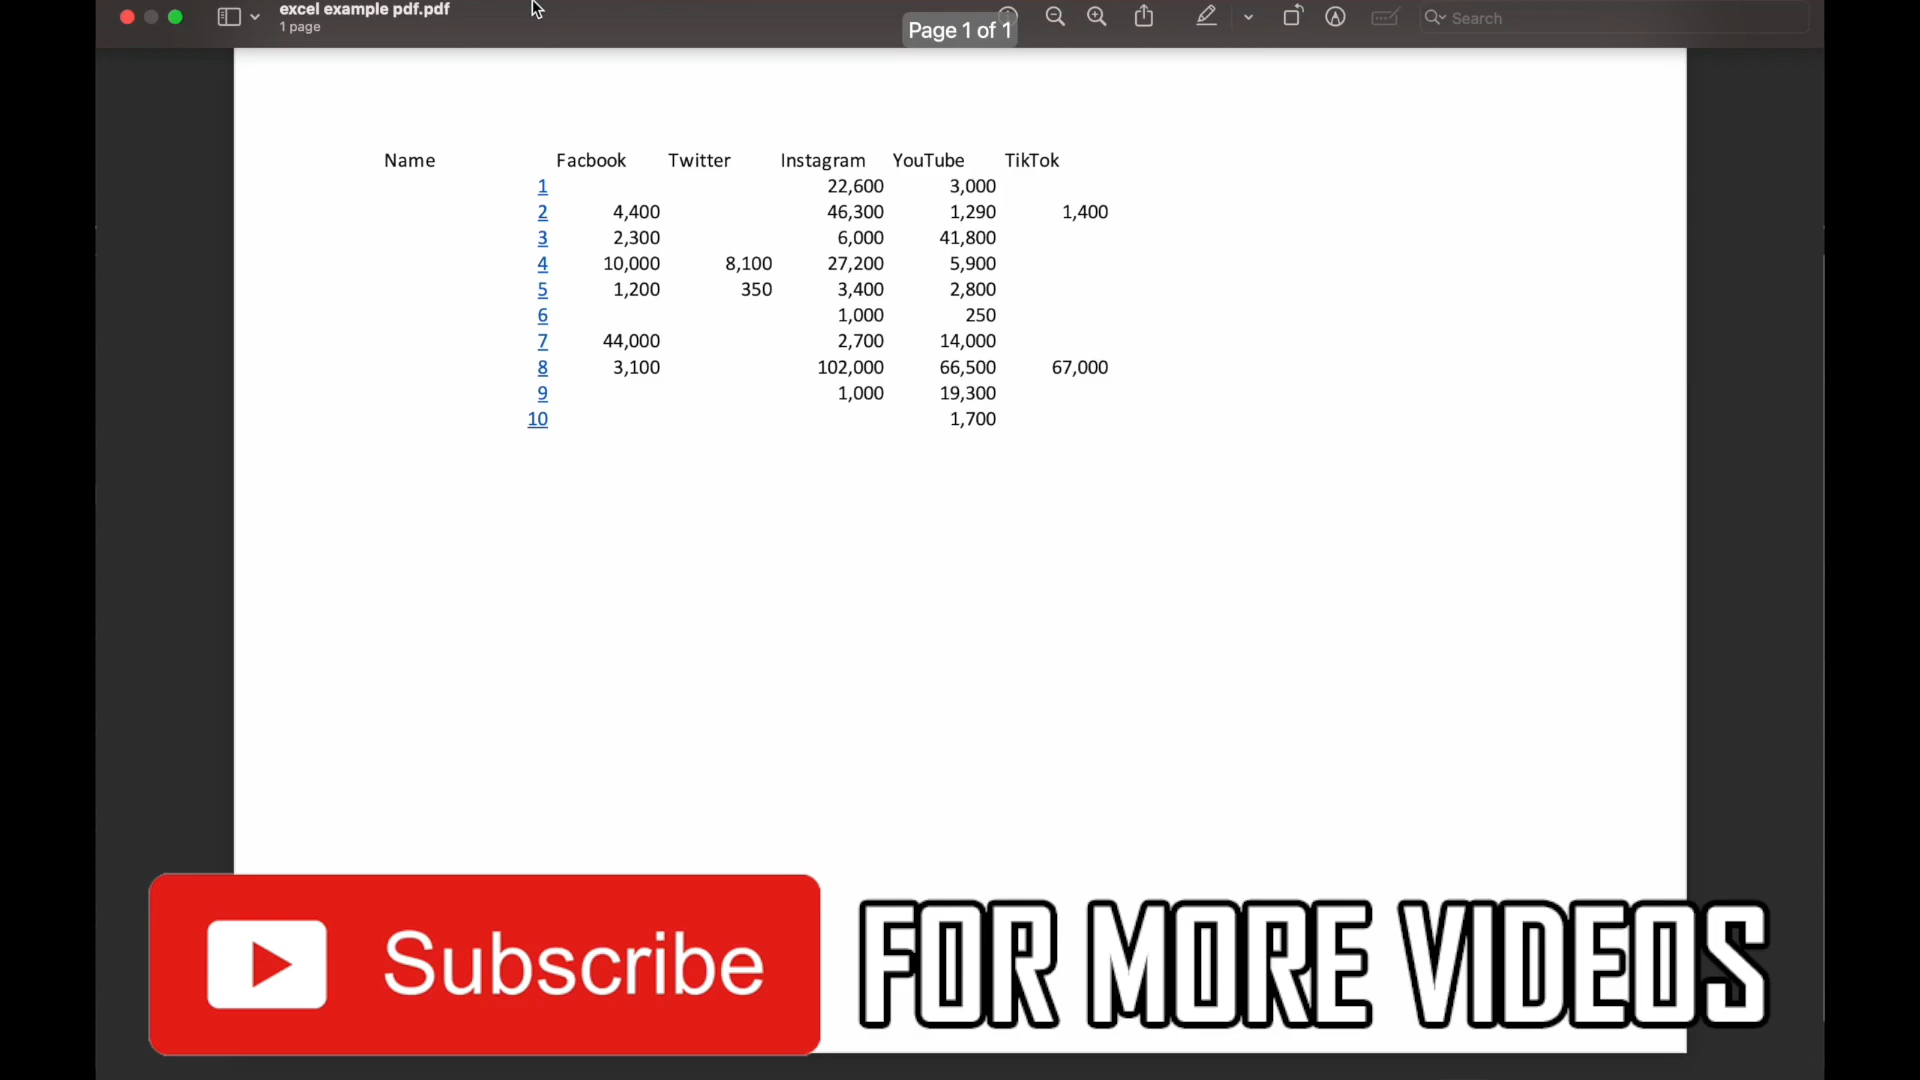 excel example pdf.pdf
1 page
Page 1 of 1
Search
Name Facbook Twitter Instagram YouTube TikTok
1 22,600 3,000
2 4,400 46,300 1,290 1,400
3 2,300 6,000 41,800
4 10,000 8,100 27,200 5,900
5 1,200 350 3,400 2,800
6 1,000 250
7 44,000 2,700 14,000
8 3,100 102,000 66,500 67,000
9 1,000 19,300
10 1,700
Subscribe FOR MORE VIDEOS